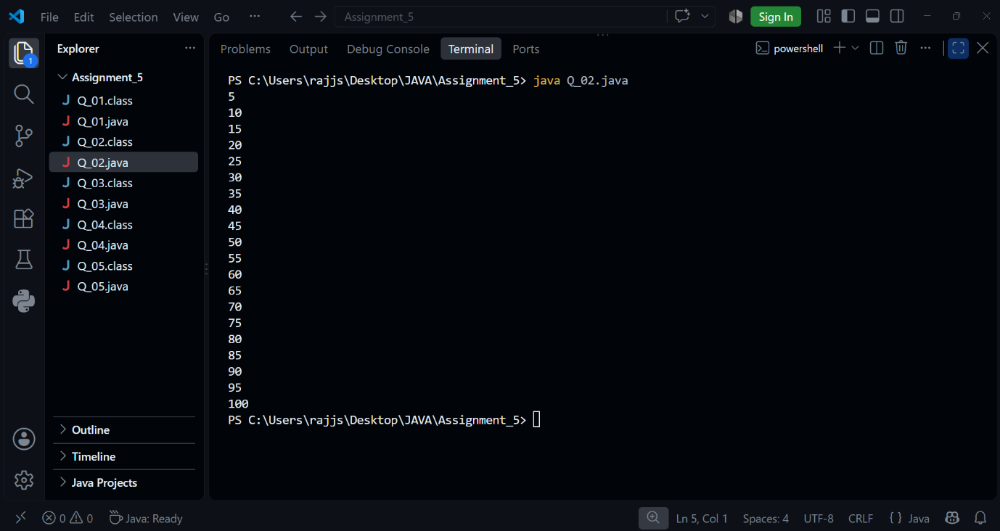 File Edit Selection View Go ··· Assignment_5 Sign In
Explorer ···
1
Assignment_5
Q_01.class
Q_01.java
Q_02.class
Q_02.java
Q_03.class
Q_03.java
Q_04.class
Q_04.java
Q_05.class
Q_05.java
Outline
Timeline
Java Projects
Problems Output Debug Console Terminal Ports powershell
PS C:\Users\rajjs\Desktop\JAVA\Assignment_5> java Q_02.java
5
10
15
20
25
30
35
40
45
50
55
60
65
70
75
80
85
90
95
100
PS C:\Users\rajjs\Desktop\JAVA\Assignment_5>
0 0 Java: Ready Ln 5, Col 1 Spaces: 4 UTF-8 CRLF {} Java